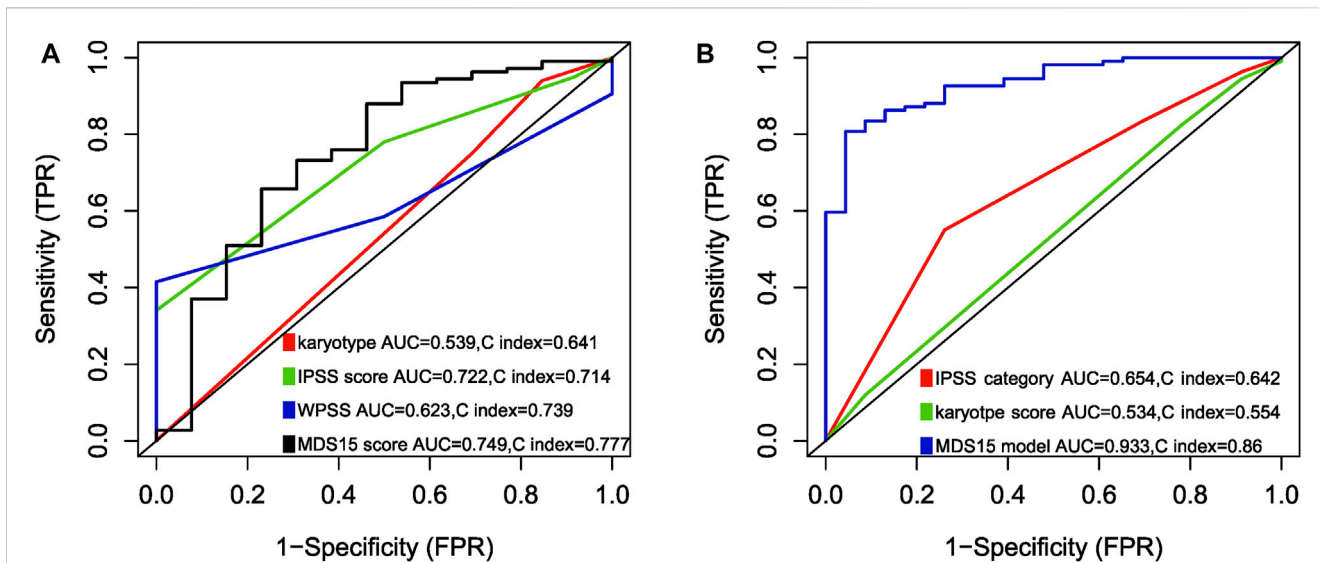 A
Sensitivity (TPR)
1.0
0.8
0.6
0.4
0.2
0.0
karyotype AUC=0.539,C index=0.641
IPSS score AUC=0.722,C index=0.714
WPSS AUC=0.623,C index=0.739
MDS15 score AUC=0.749,C index=0.777
0.0 0.2 0.4 0.6 0.8 1.0
1−Specificity (FPR)
B
Sensitivity (TPR)
1.0
0.8
0.6
0.4
0.2
0.0
IPSS category AUC=0.654,C index=0.642
karyotpe score AUC=0.534,C index=0.554
MDS15 model AUC=0.933,C index=0.86
0.0 0.2 0.4 0.6 0.8 1.0
1−Specificity (FPR)